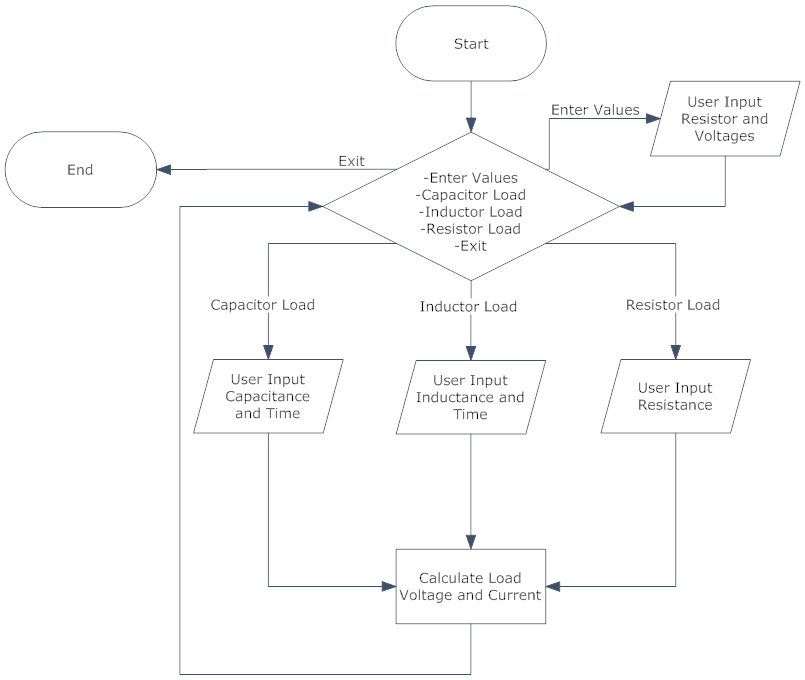 Start
Enter Values
User Input
Resistor and
Voltages
Exit
End
-Enter Values
-Capacitor Load
-Inductor Load
-Resistor Load
-Exit
Capacitor Load
Inductor Load
Resistor Load
User Input
Capacitance
and Time
User Input
Inductance and
Time
User Input
Resistance
Calculate Load
Voltage and Current